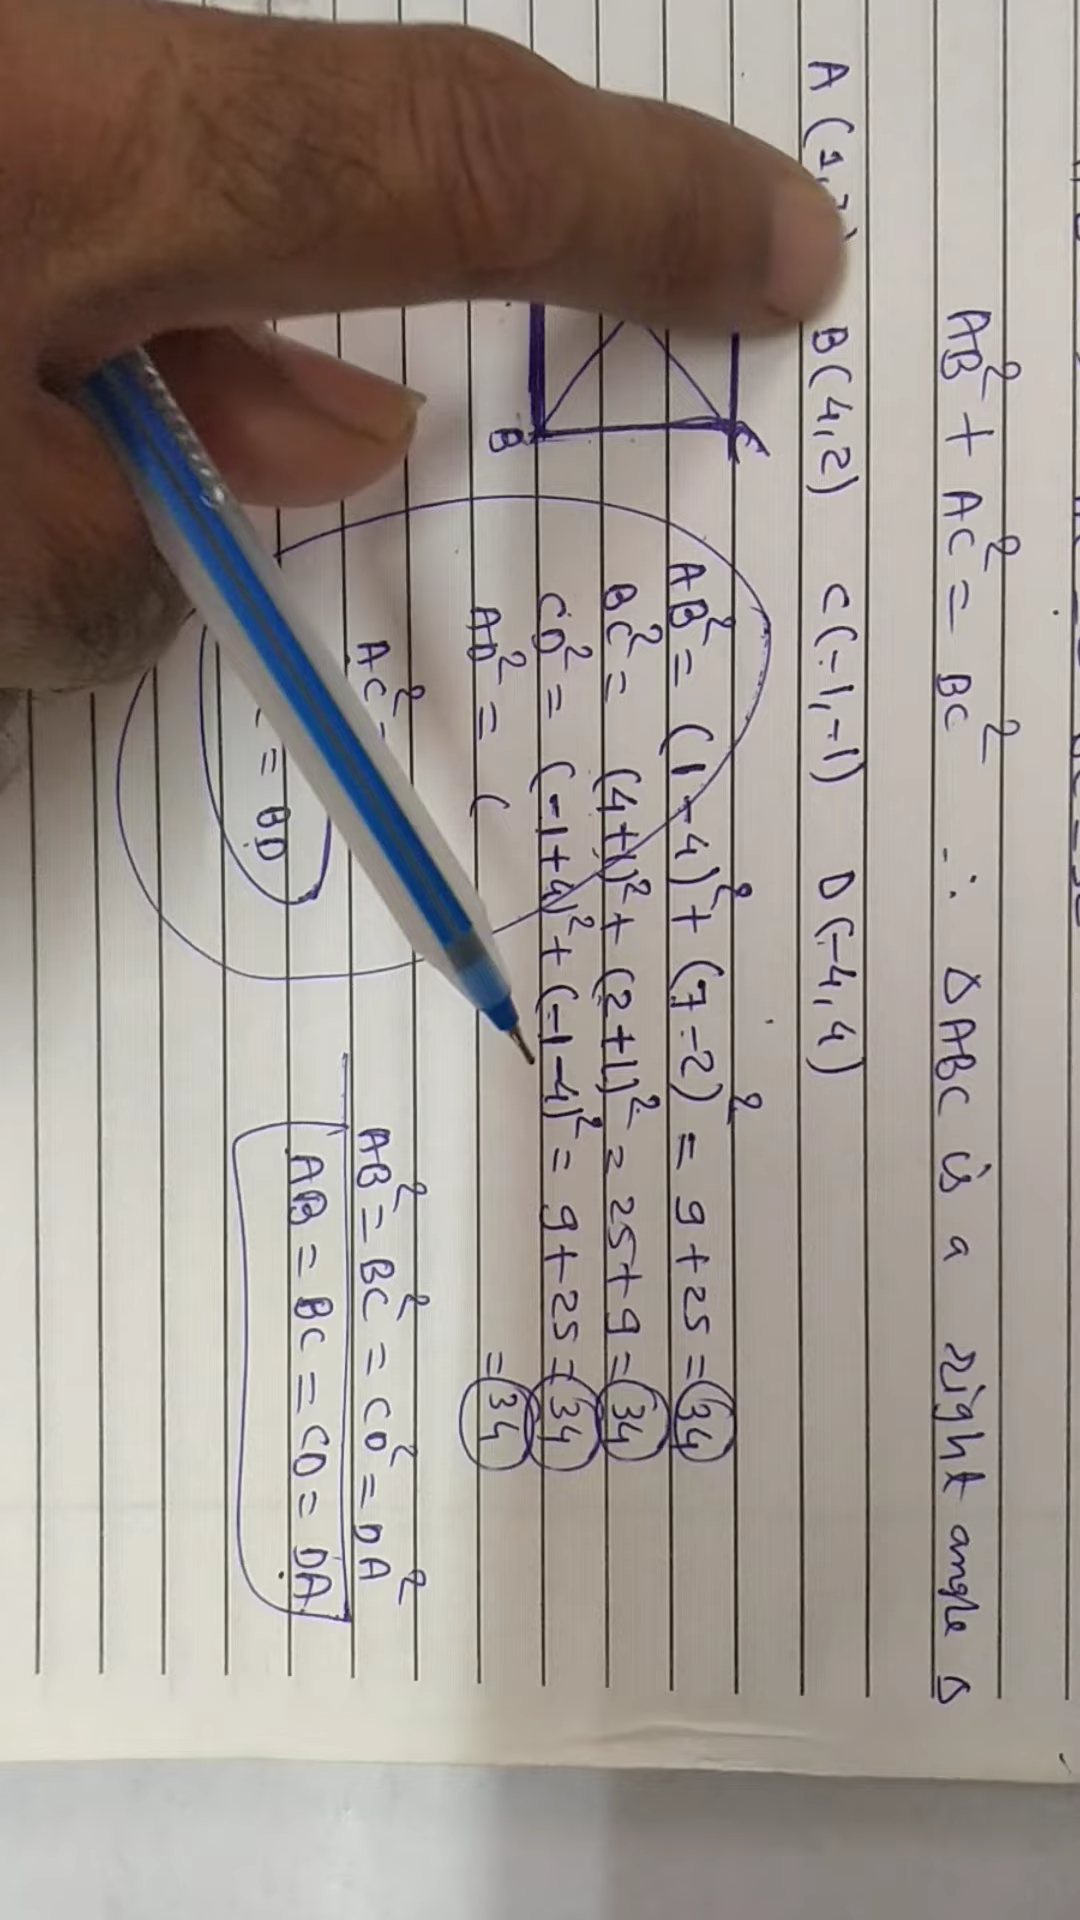 AB² + AC² = BC² ∴ ΔABC is a right angle Δ
A(1,7) B(4,2) C(-1,-1) D(-4,4)
C
B
AB² = (1-4)² + (7-2)² = 9+25 = 34
BC² = (4+1)² + (2+1)² = 25+9 = 34
CD² = (-1+4)² + (-1-4)² = 9+25 = 34
AD² = ( = 34
AC² =
AB² = BC² = CD² = DA²
= BD
AB = BC = CD = DA